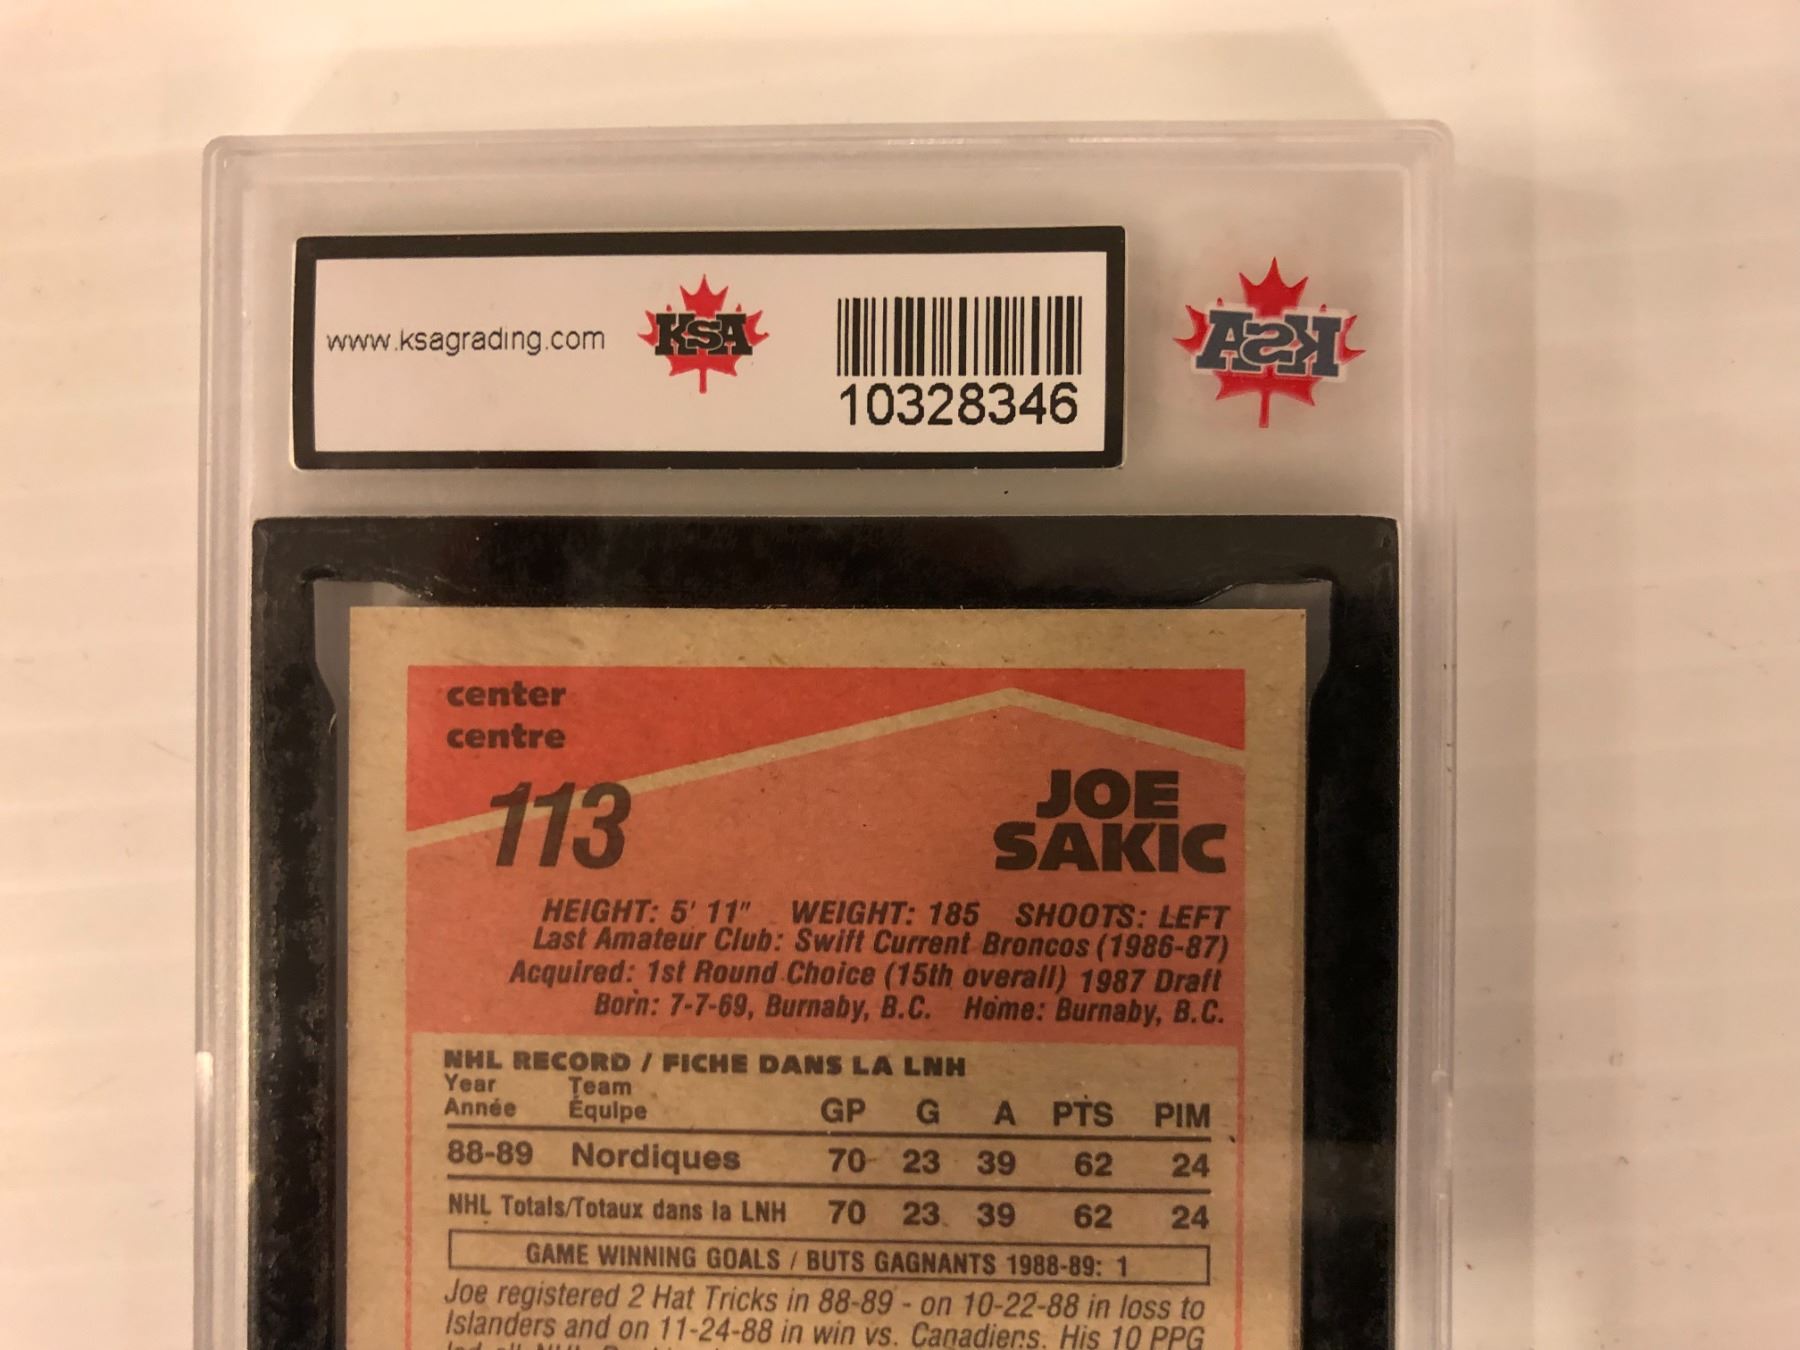 www.ksagrading.com
KSA
10328346
KSA
center
centre
113
JOE
SAKIC
HEIGHT: 5' 11" WEIGHT: 185 SHOOTS: LEFT
Last Amateur Club: Swift Current Broncos (1986-87)
Acquired: 1st Round Choice (15th overall) 1987 Draft
Born: 7-7-69, Burnaby, B.C. Home: Burnaby, B.C.
NHL RECORD / FICHE DANS LA LNH
Year Team
Année Équipe GP G A PTS PIM
88-89 Nordiques 70 23 39 62 24
NHL Totals/Totaux dans la LNH 70 23 39 62 24
GAME WINNING GOALS / BUTS GAGNANTS 1988-89: 1
Joe registered 2 Hat Tricks in 88-89 - on 10-22-88 in loss to
Islanders and on 11-24-88 in win vs. Canadiens. His 10 PPG